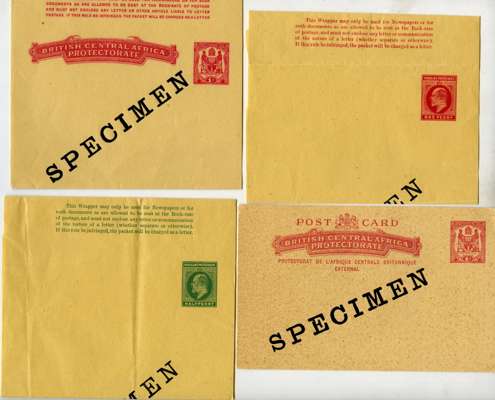 DOCUMENTS AS ARE ALLOWED TO BE SENT AT THE BOOK-RATE OF
POSTAGE, AND MUST NOT ENCLOSE ANY LETTER OR OTHER ARTICLE LIABLE TO LETTER
POSTAGE. IF THIS RULE BE INFRINGED, THE PACKET WILL BE CHARGED AS A LETTER.
BRITISH CENTRAL AFRICA
PROTECTORATE
SPECIMEN
This Wrapper may only be used for Newspapers or for
such documents as are allowed to be sent at the Book-rate
of postage, and must not enclose any letter or communication
of the nature of a letter (whether separate or otherwise).
If this rule be infringed, the packet will be charged as a letter.
ONE PENNY
SPECIMEN
This Wrapper may only be used for Newspapers or for
such documents as are allowed to be sent at the Book-rate
of postage, and must not enclose any letter or communication
of the nature of a letter (whether separate or otherwise).
If this rule be infringed, the packet will be charged as a letter.
HALFPENNY
IMEN
POST CARD
BRITISH CENTRAL AFRICA
PROTECTORATE
PROTECTORAT DE L'AFRIQUE CENTRALE BRITANNIQUE
EXTERNAL
SPECIMEN